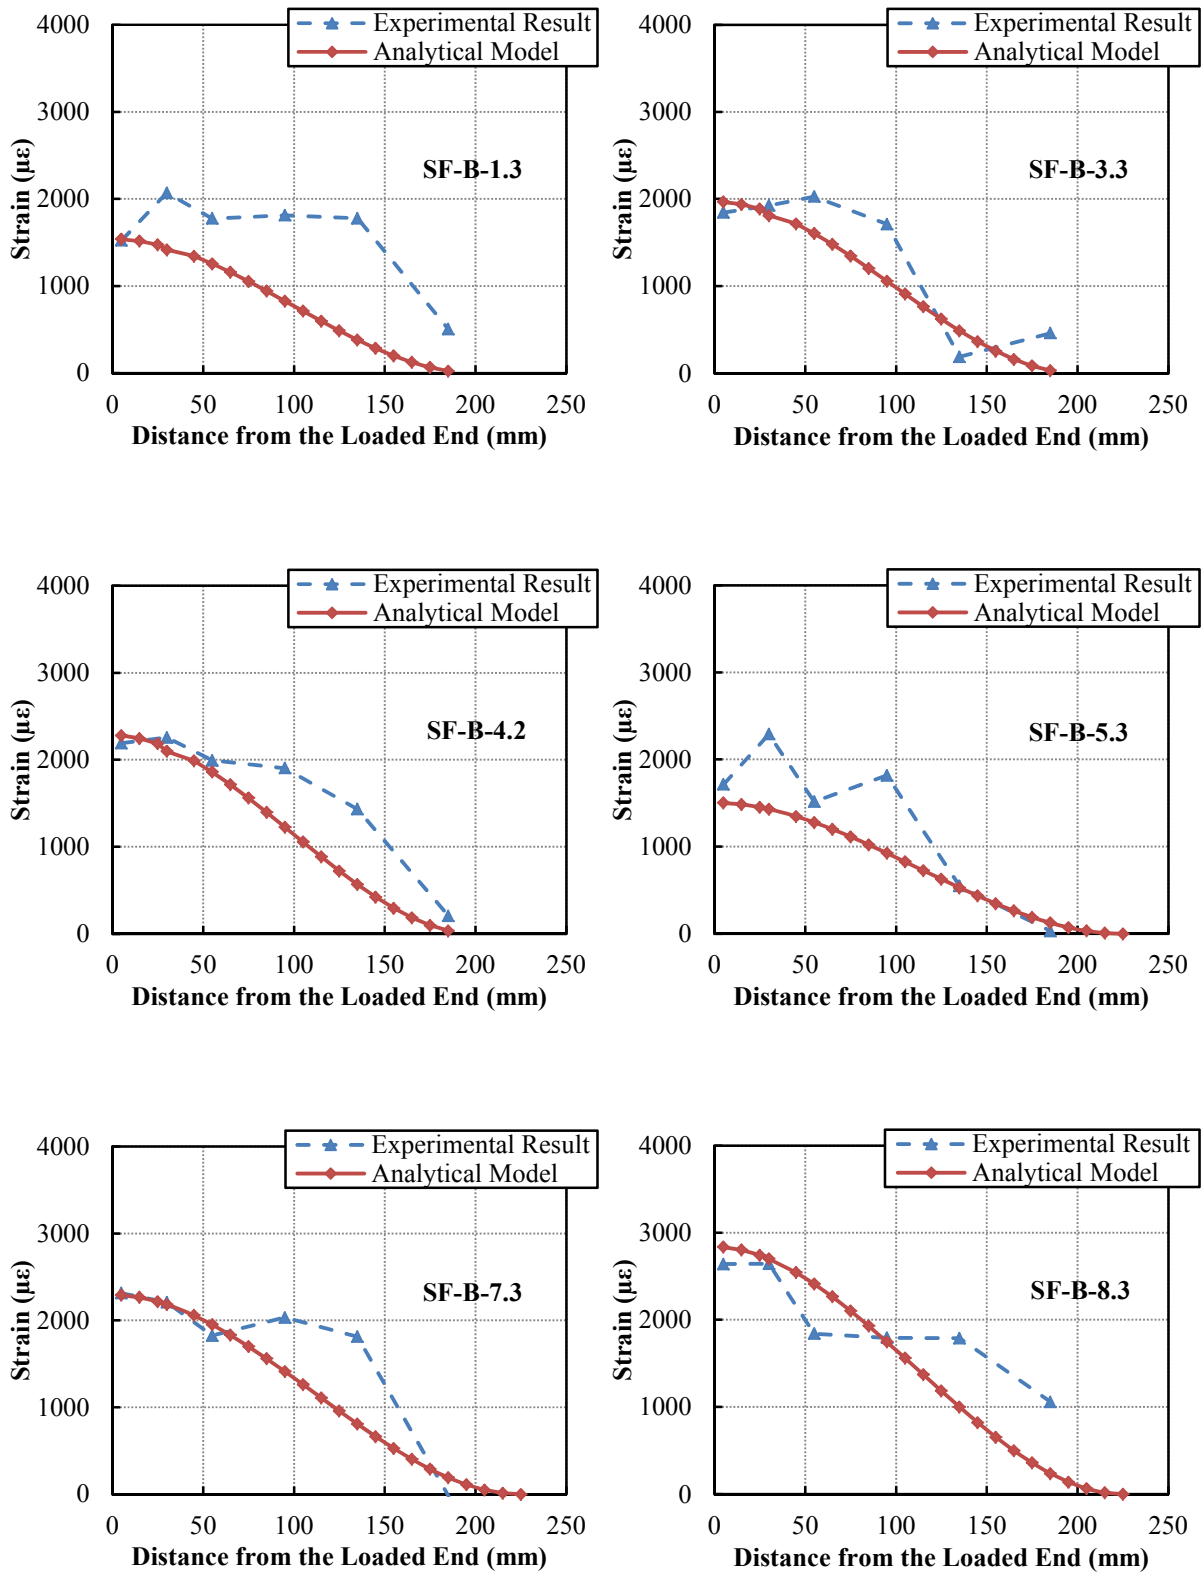 Experimental Result
Analytical Model
4000
3000
2000
1000
0
Strain (με)
SF-B-1.3
0 50 100 150 200 250
Distance from the Loaded End (mm)
Experimental Result
Analytical Model
4000
3000
2000
1000
0
Strain (με)
SF-B-3.3
0 50 100 150 200 250
Distance from the Loaded End (mm)
Experimental Result
Analytical Model
4000
3000
2000
1000
0
Strain (με)
SF-B-4.2
0 50 100 150 200 250
Distance from the Loaded End (mm)
Experimental Result
Analytical Model
4000
3000
2000
1000
0
Strain (με)
SF-B-5.3
0 50 100 150 200 250
Distance from the Loaded End (mm)
Experimental Result
Analytical Model
4000
3000
2000
1000
0
Strain (με)
SF-B-7.3
0 50 100 150 200 250
Distance from the Loaded End (mm)
Experimental Result
Analytical Model
4000
3000
2000
1000
0
Strain (με)
SF-B-8.3
0 50 100 150 200 250
Distance from the Loaded End (mm)